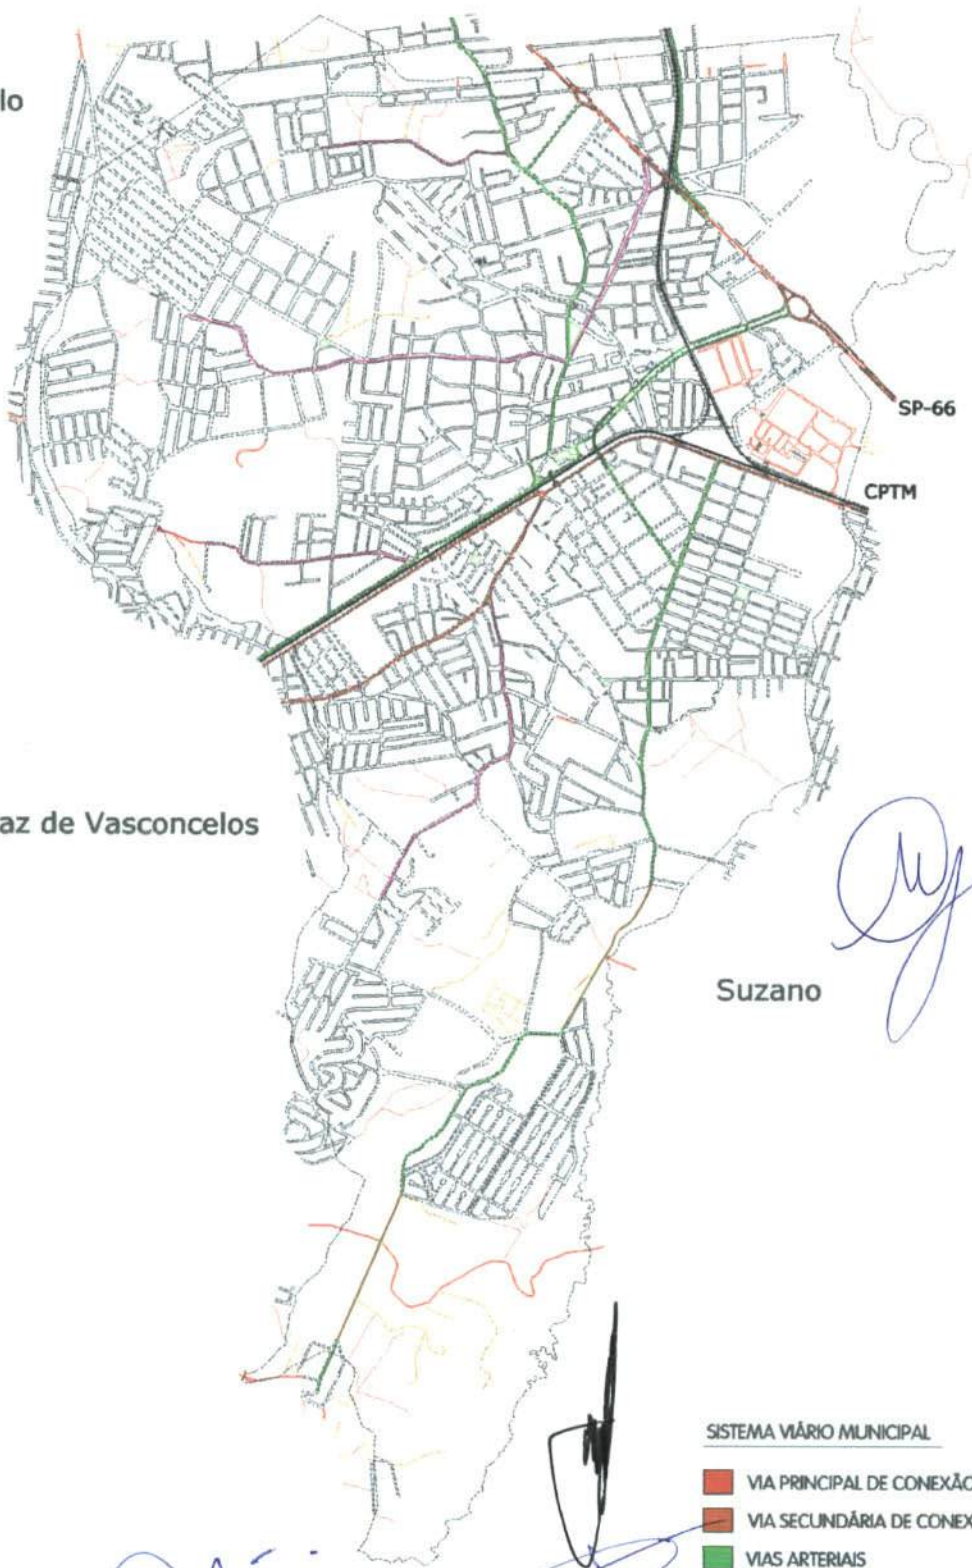 lo
SP-66
CPTM
az de Vasconcelos
Suzano
SISTEMA VIÁRIO MUNICIPAL
VIA PRINCIPAL DE CONEXÃO
VIA SECUNDÁRIA DE CONEX
VIAS ARTERIAIS